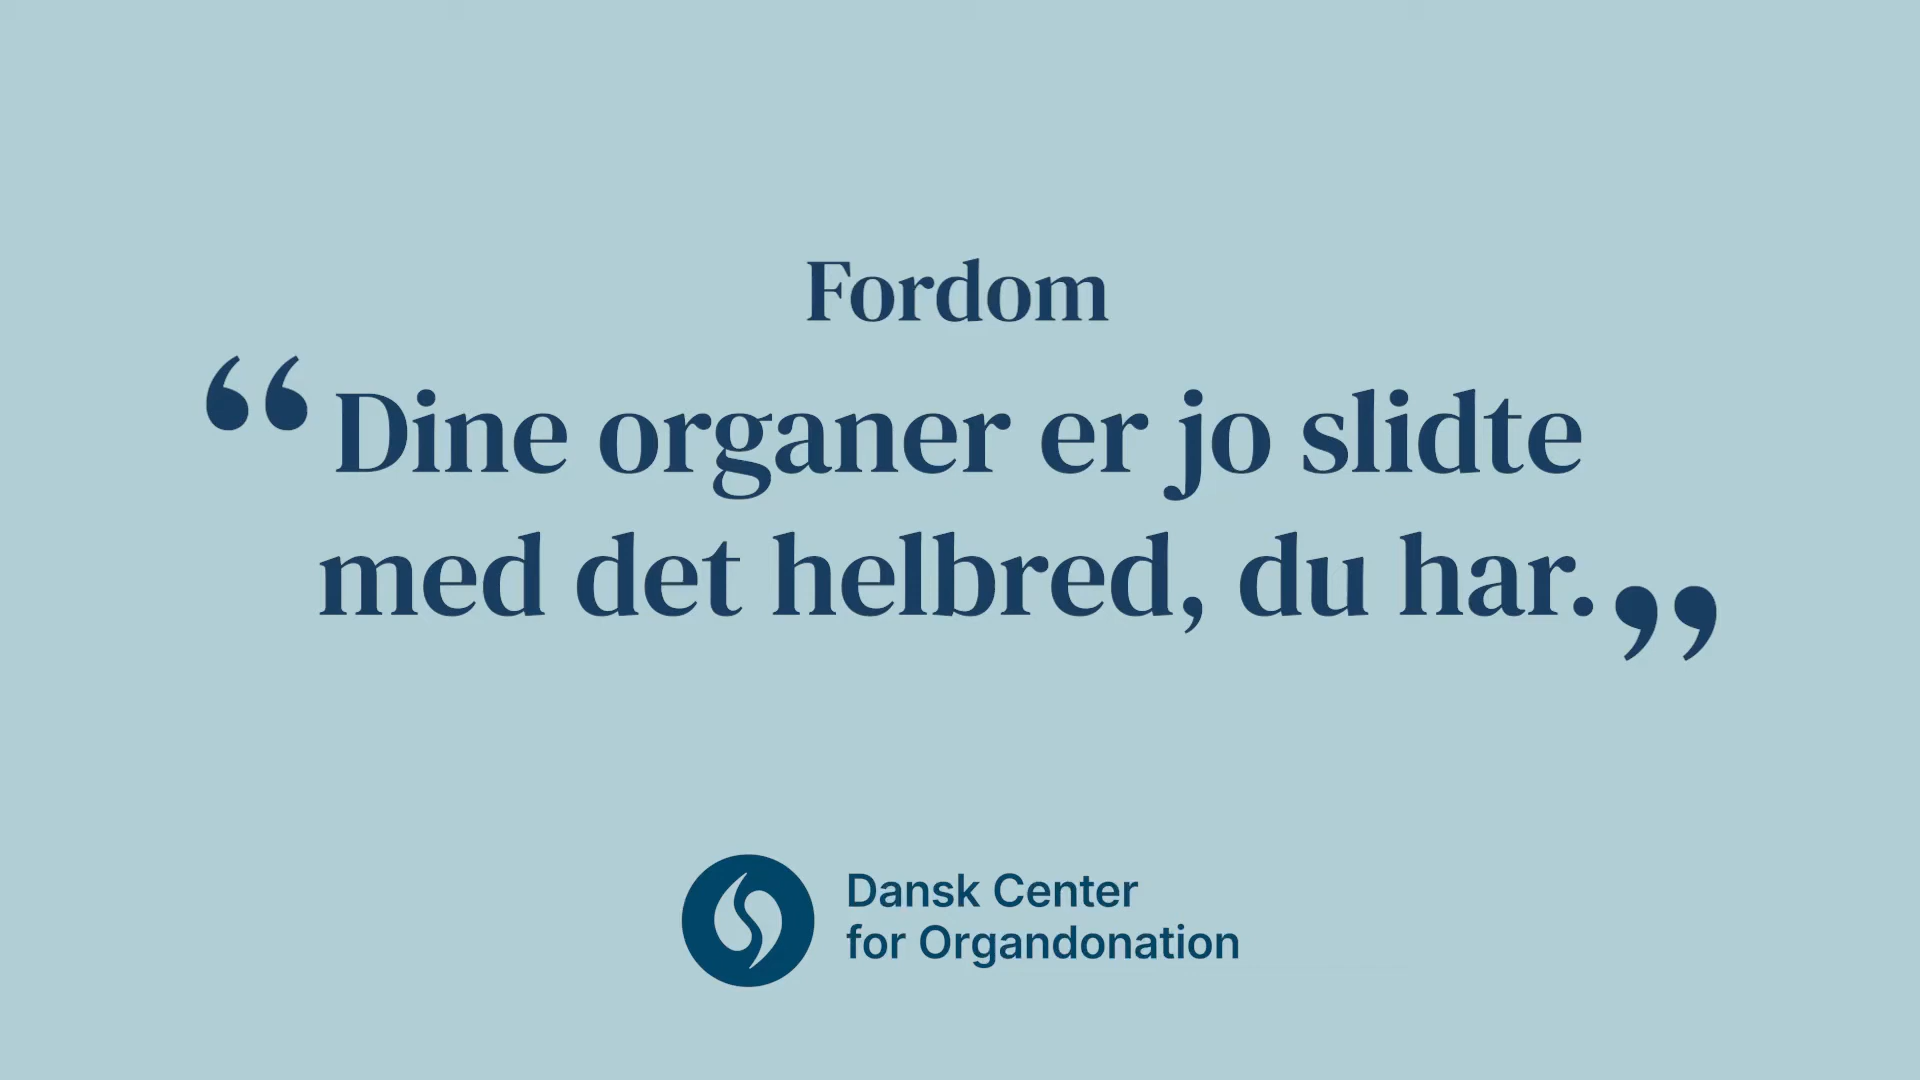 Fordom
“Dine organer er jo slidte
med det helbred, du har.”
Dansk Center
for Organdonation